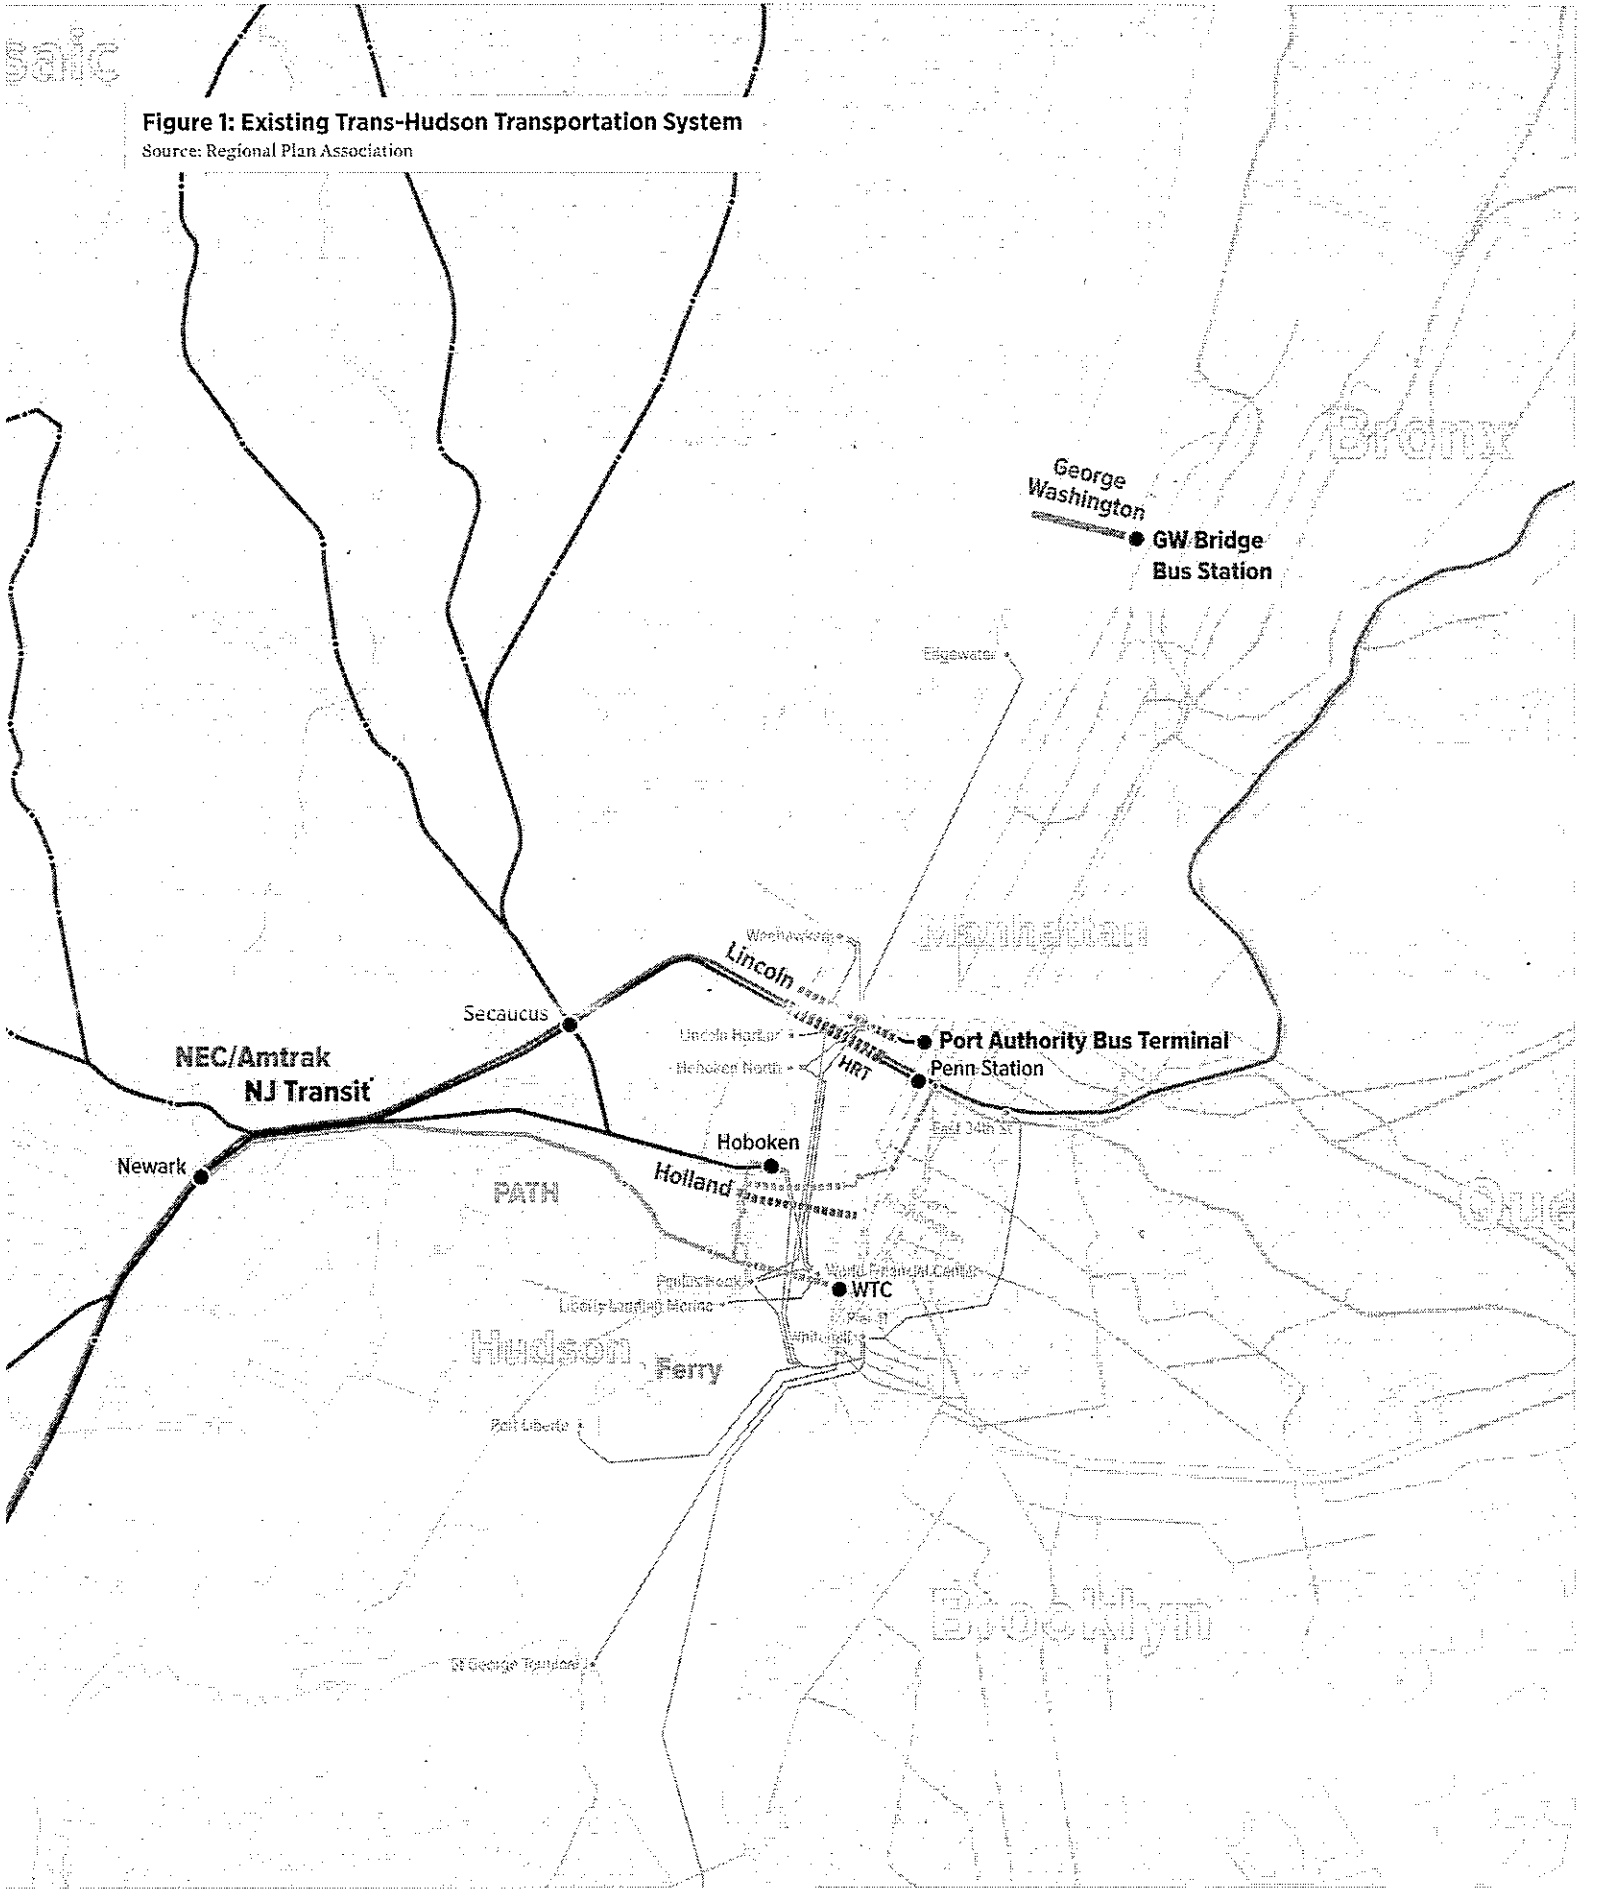 saic
Figure 1: Existing Trans-Hudson Transportation System
Source: Regional Plan Association
Bronx
George
Washington
GW Bridge
Bus Station
Edgewater
Manhattan
Weehawken
Lincoln
Secaucus
Lincoln Harbor
Port Authority Bus Terminal
NEC/Amtrak
Hoboken North
HRT
Penn Station
NJ Transit
East 34th St
Hoboken
Newark
Holland
PATH
Que
World Financial Center
Paulus Hook
WTC
Liberty Landing Marina
Pier 11
Whitehall
Hudson
Ferry
Port Liberte
Brooklyn
St George Terminal